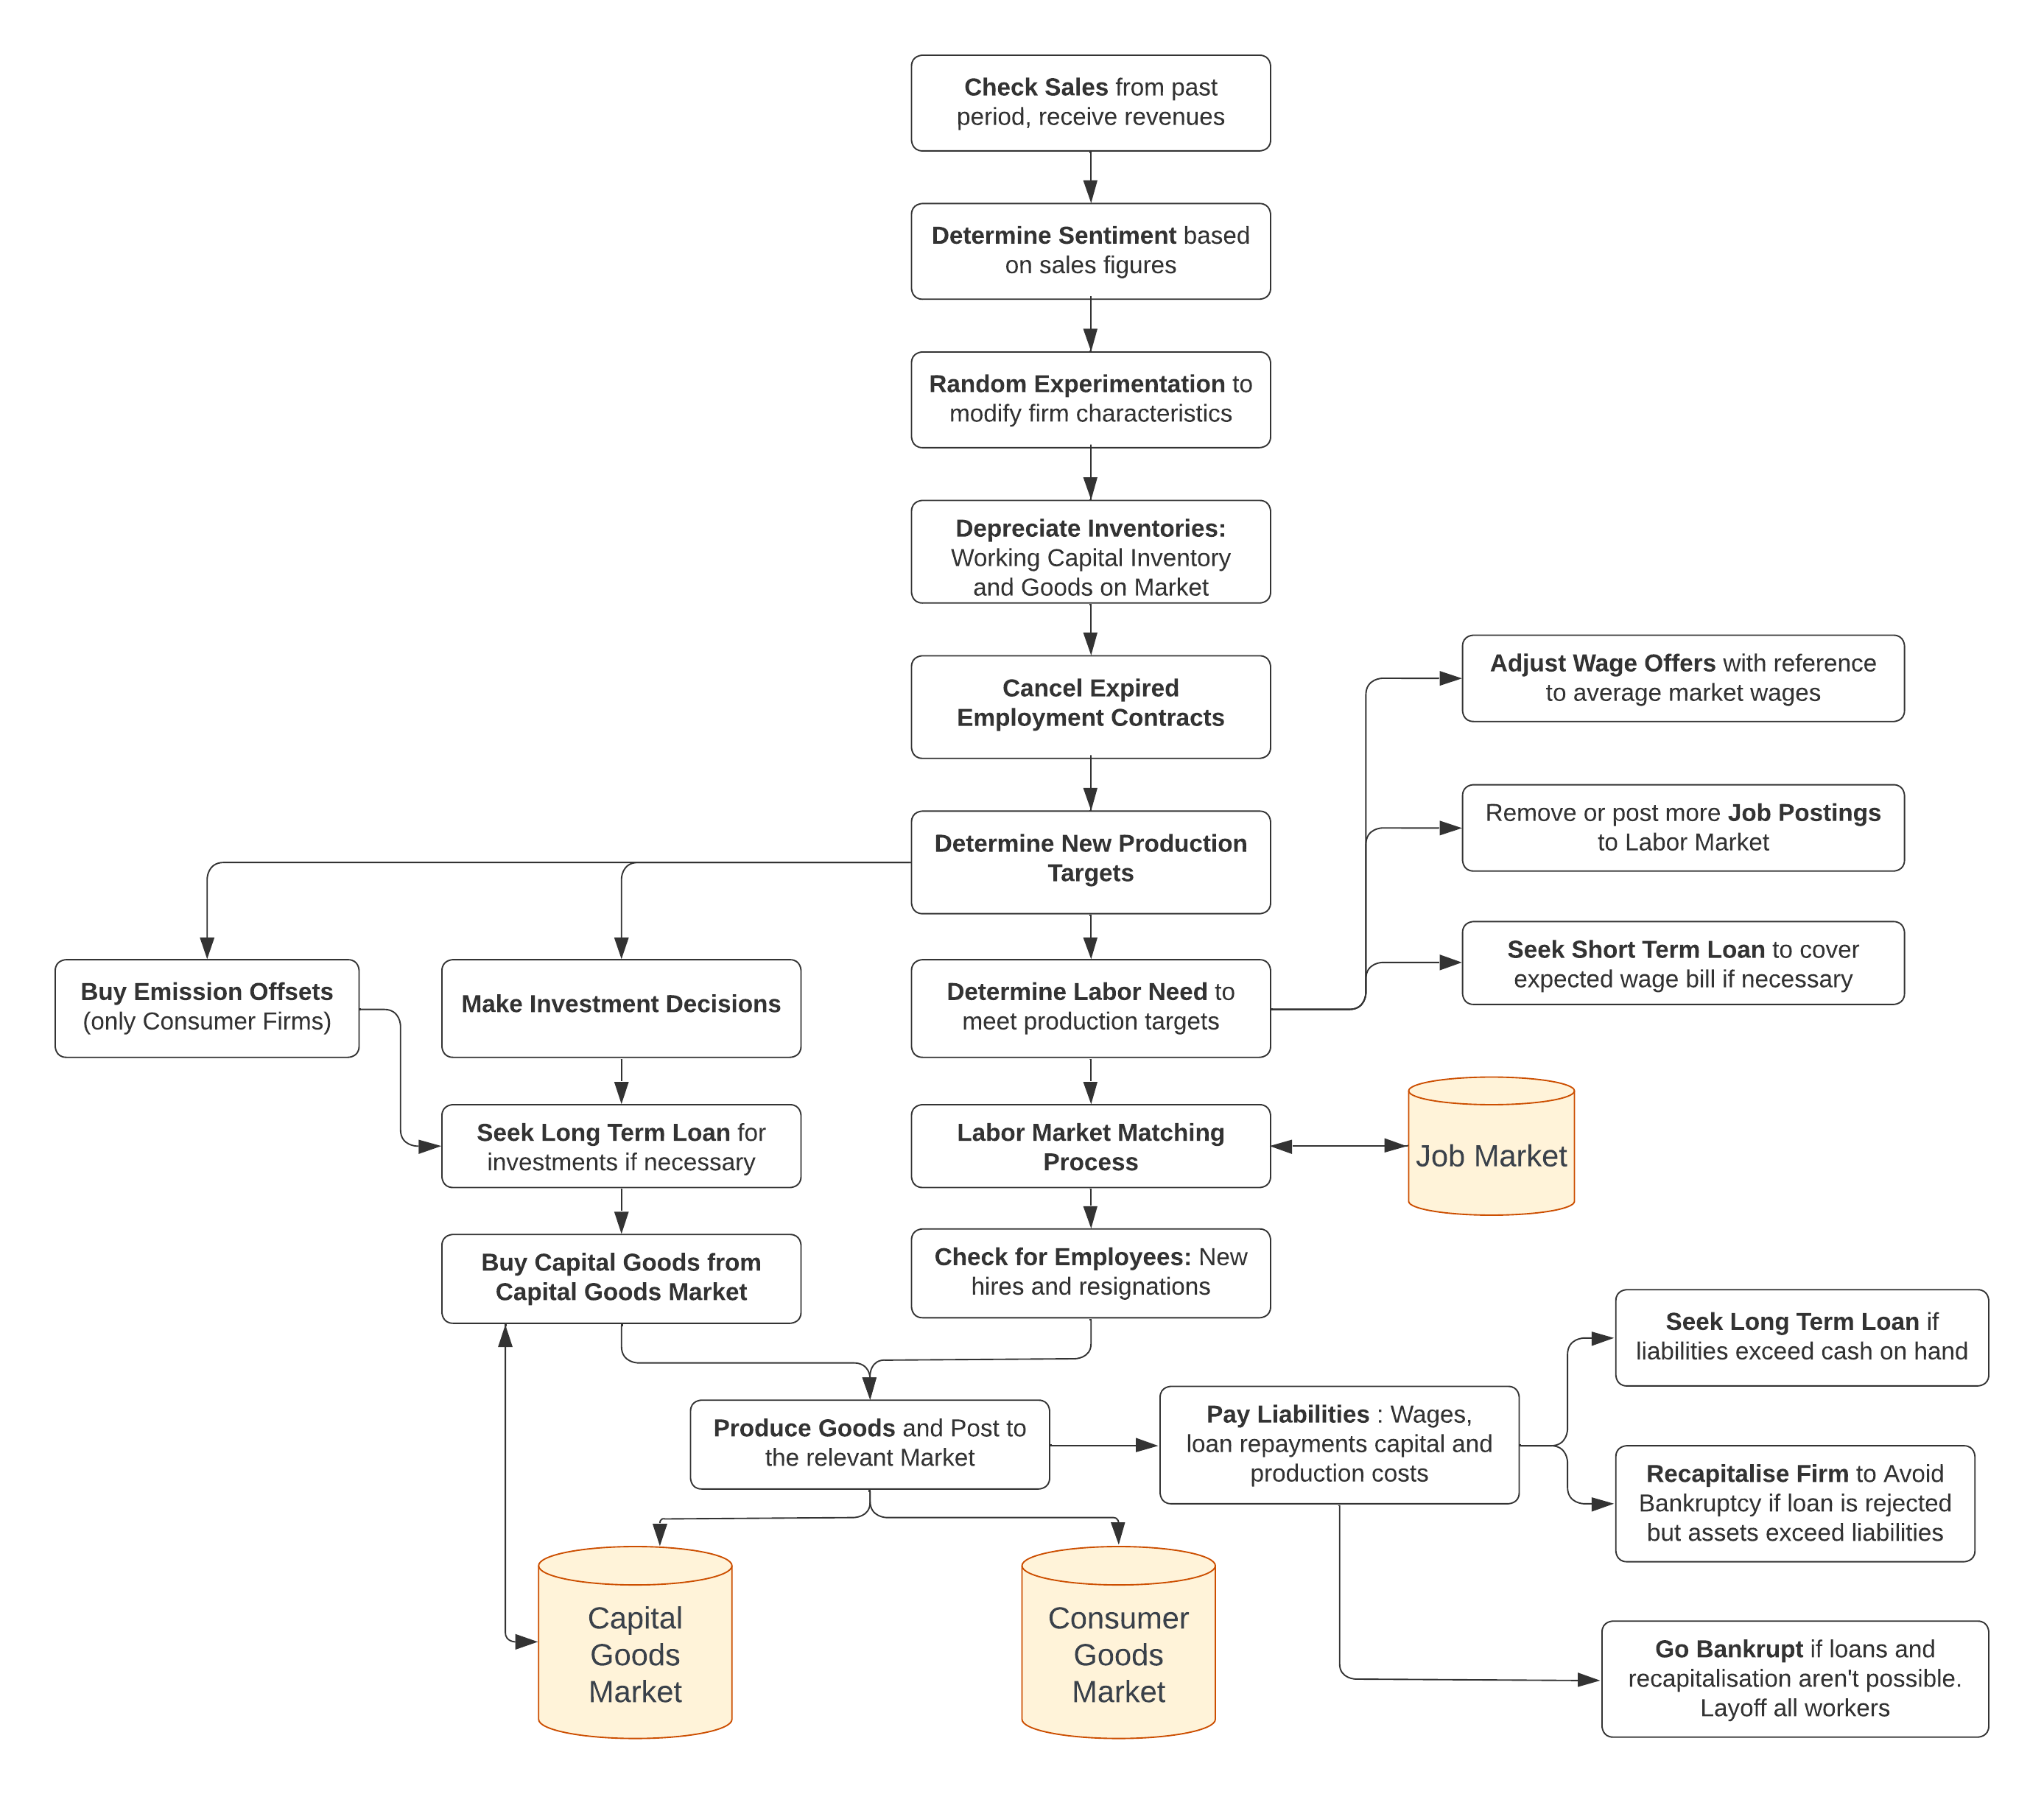 Check Sales from past
period, receive revenues
Determine Sentiment based
on sales figures
Random Experimentation to
modify firm characteristics
Depreciate Inventories:
Working Capital Inventory
and Goods on Market
Cancel Expired
Employment Contracts
Adjust Wage Offers with reference
to average market wages
Remove or post more Job Postings
to Labor Market
Determine New Production
Targets
Seek Short Term Loan to cover
expected wage bill if necessary
Buy Emission Offsets
(only Consumer Firms)
Make Investment Decisions
Determine Labor Need to
meet production targets
Seek Long Term Loan for
investments if necessary
Labor Market Matching
Process
Job Market
Buy Capital Goods from
Capital Goods Market
Check for Employees: New
hires and resignations
Seek Long Term Loan if
liabilities exceed cash on hand
Produce Goods and Post to
the relevant Market
Pay Liabilities : Wages,
loan repayments capital and
production costs
Recapitalise Firm to Avoid
Bankruptcy if loan is rejected
but assets exceed liabilities
Capital
Goods
Market
Consumer
Goods
Market
Go Bankrupt if loans and
recapitalisation aren't possible.
Layoff all workers